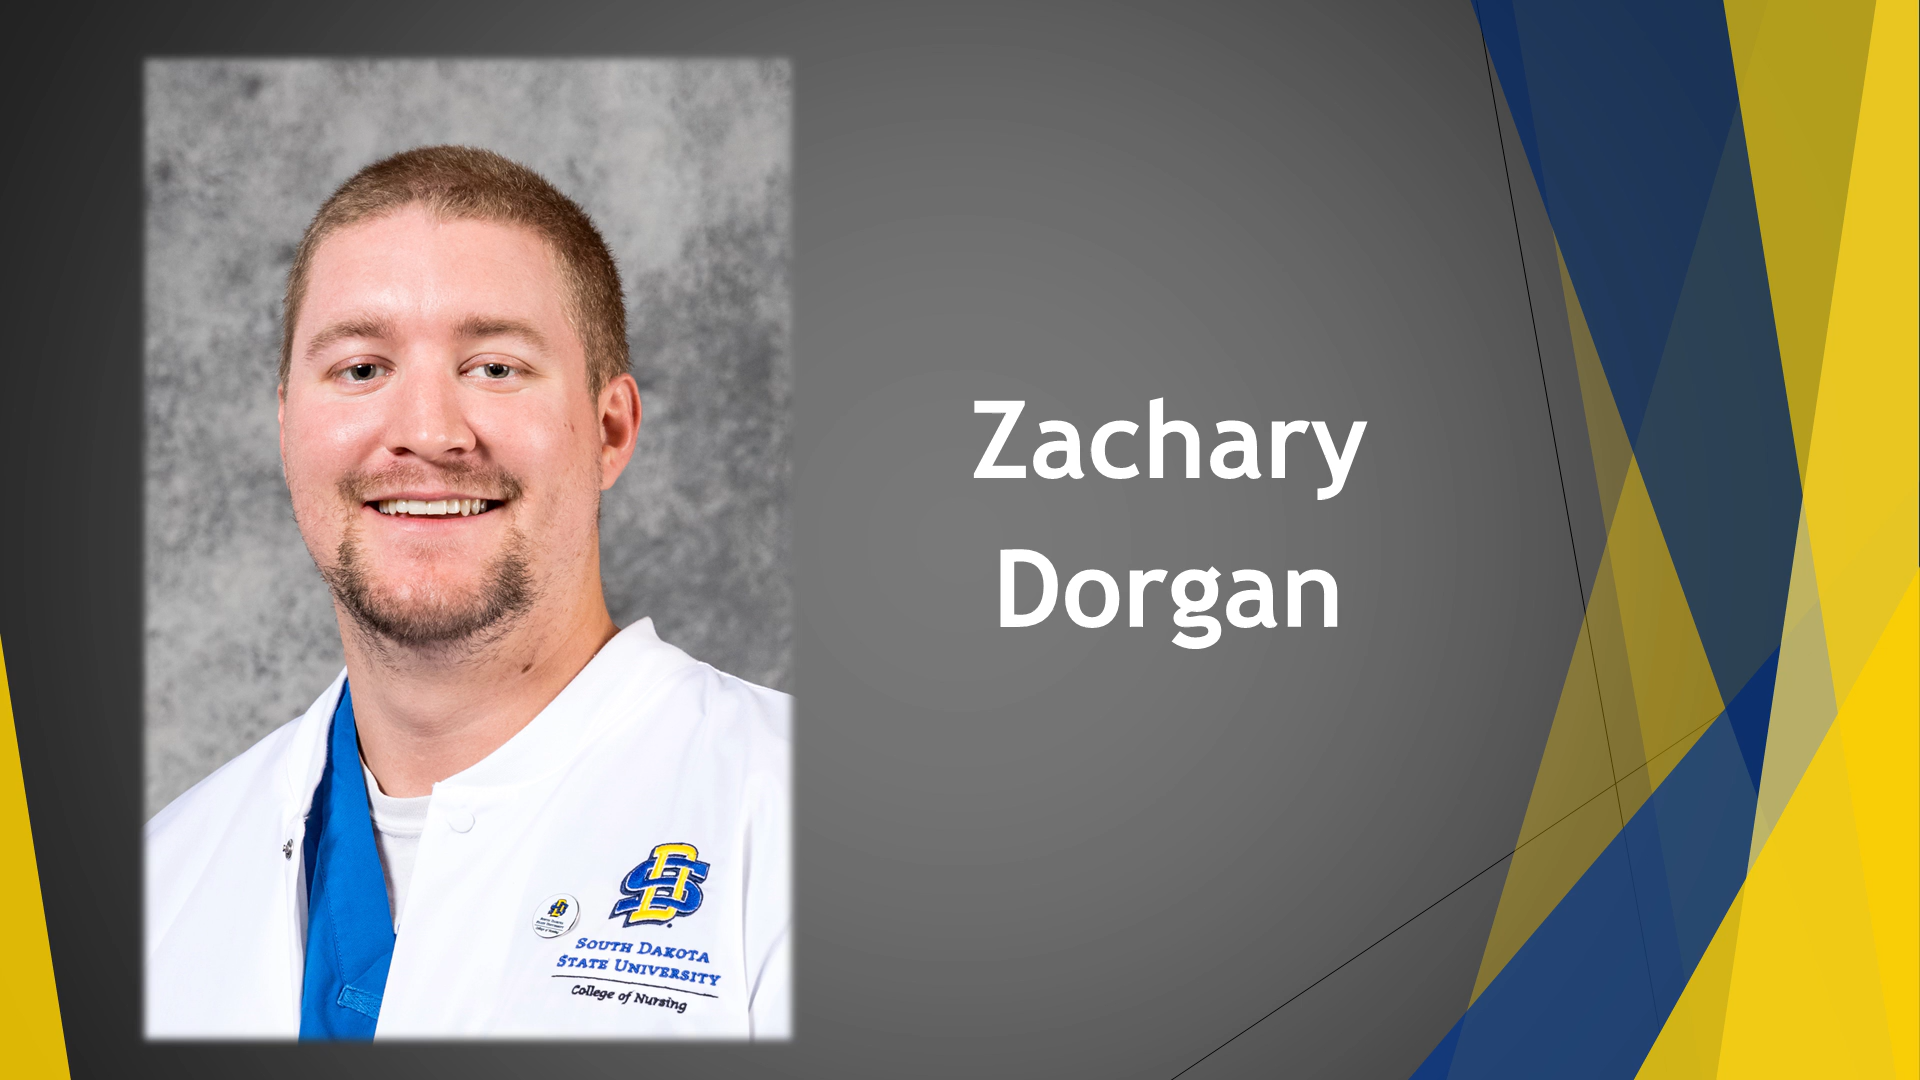 Zachary
Dorgan
SOUTH DAKOTA
STATE UNIVERSITY
College of Nursing